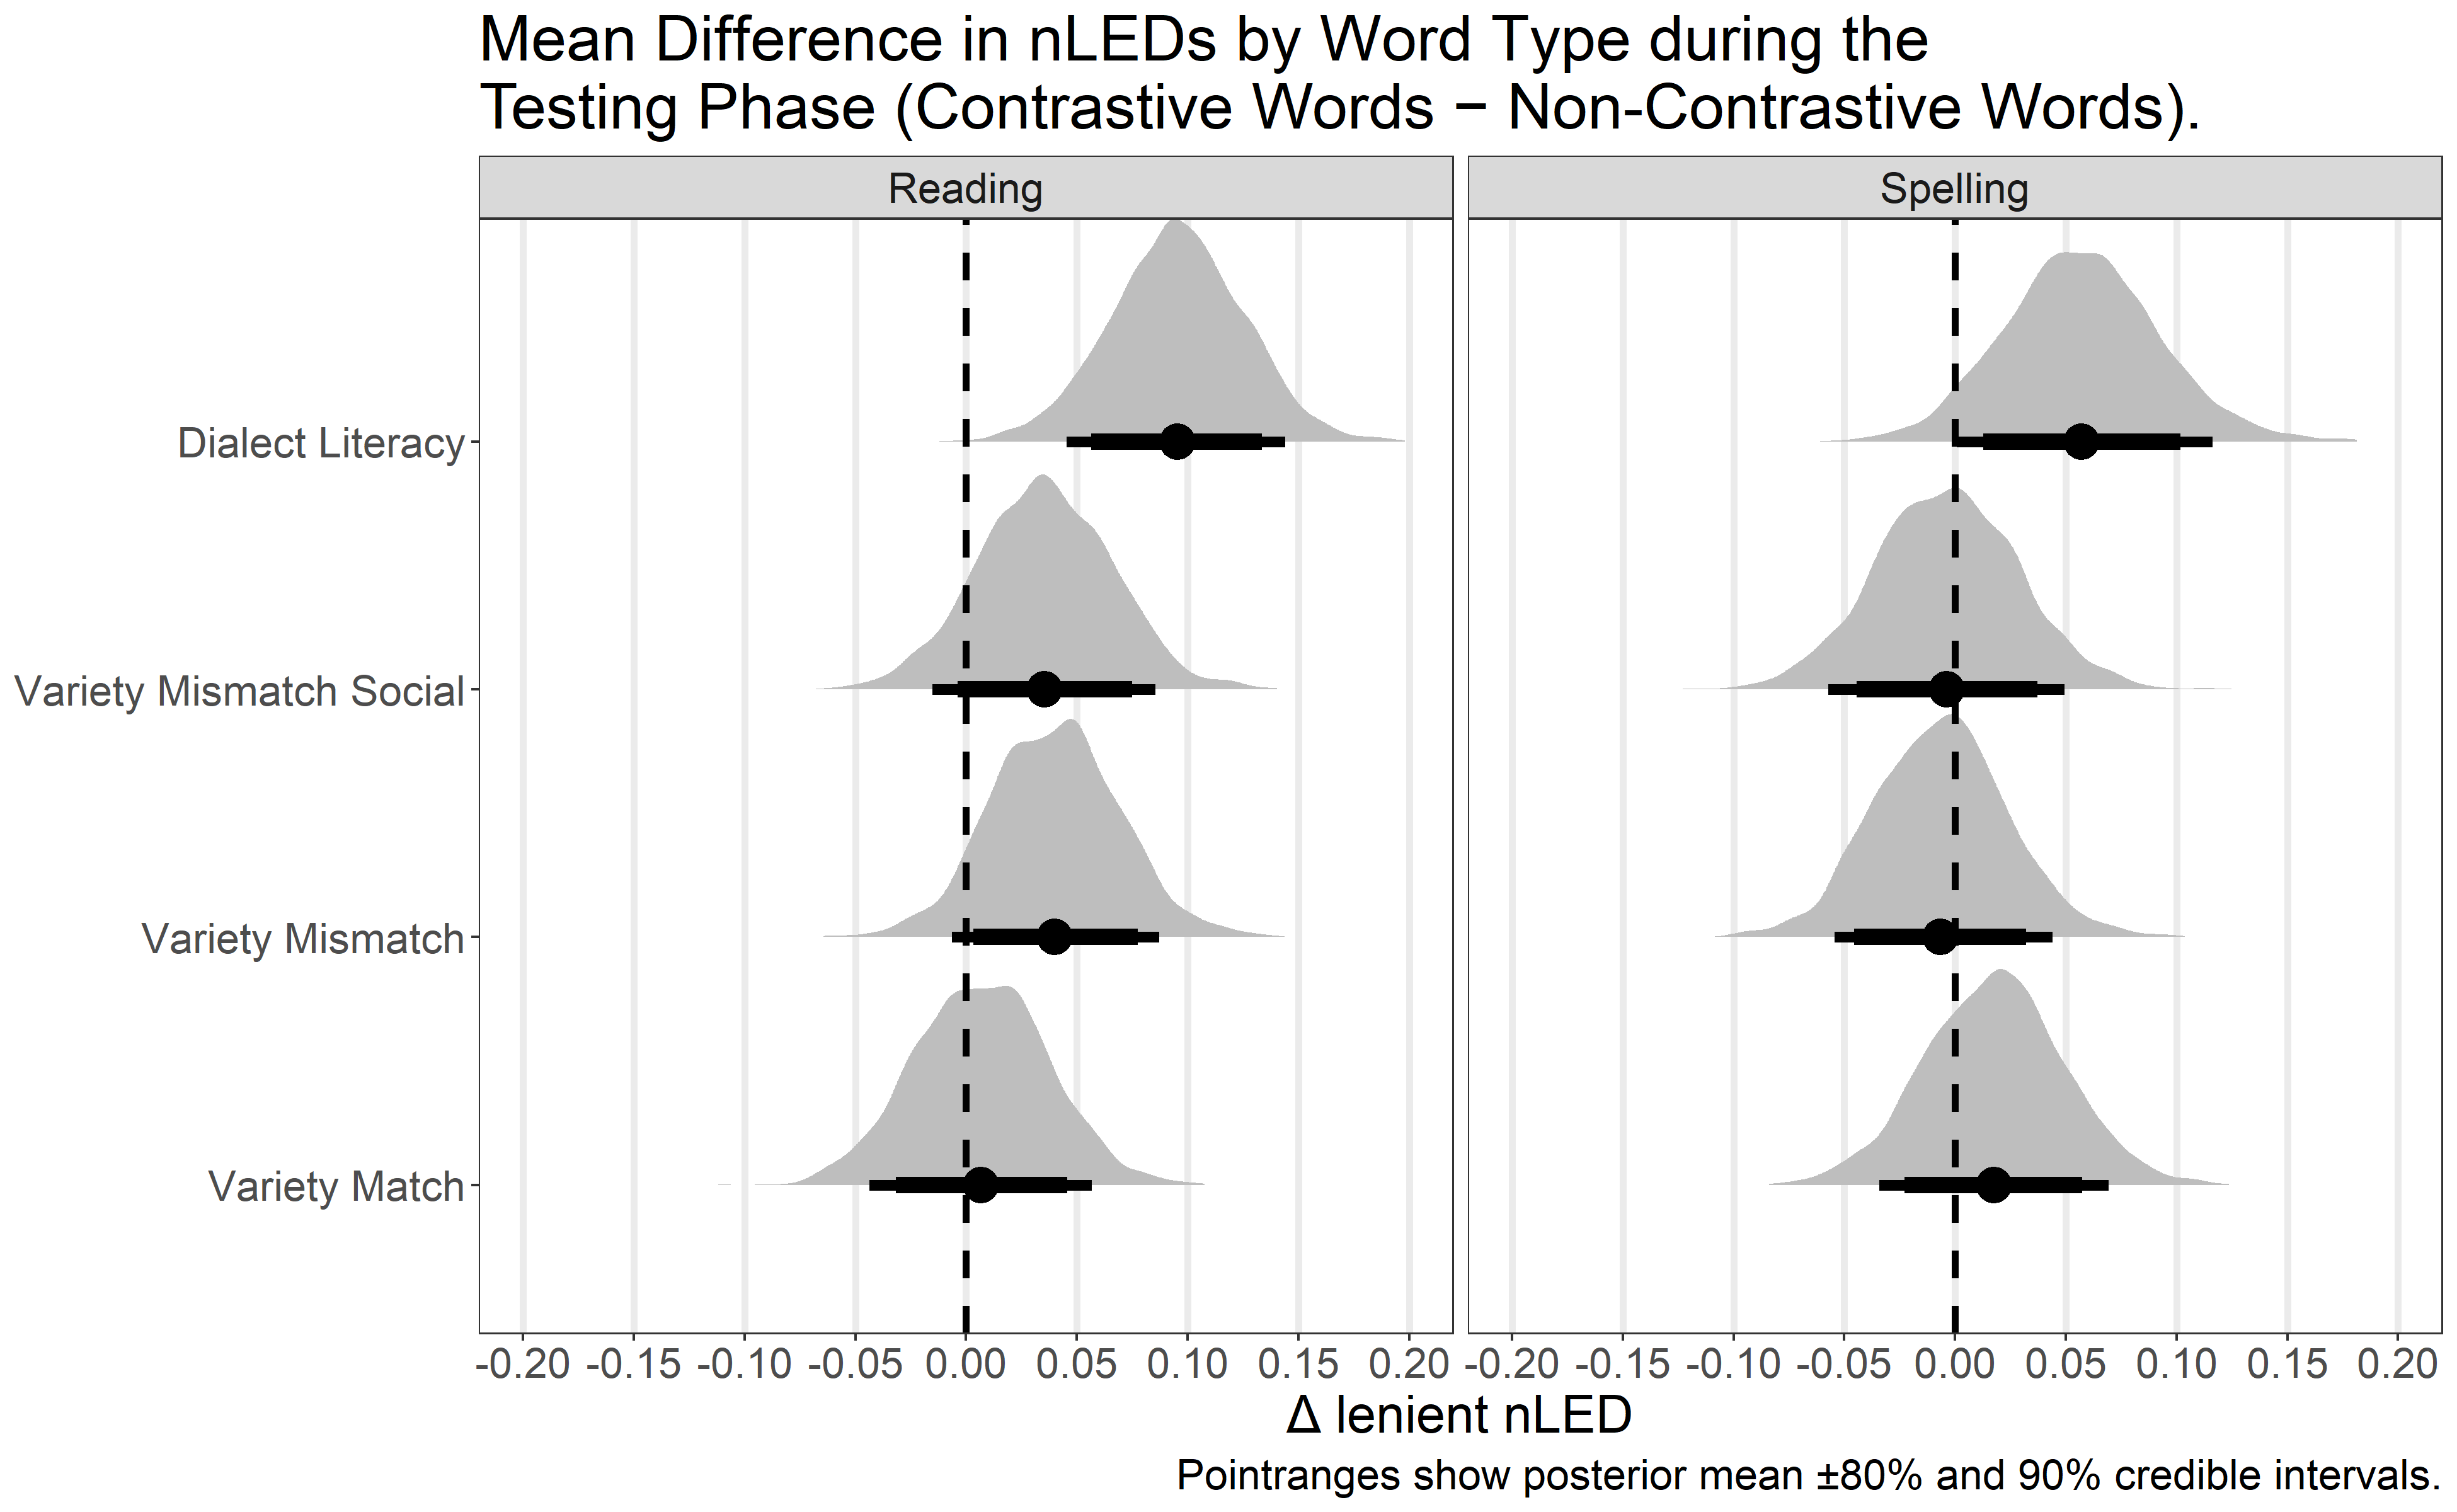 Mean Difference in nLEDs by Word Type during the
Testing Phase (Contrastive Words − Non-Contrastive Words).
Reading
Spelling
Dialect Literacy
Variety Mismatch Social
Variety Mismatch
Variety Match
-0.20 -0.15 -0.10 -0.05 0.00 0.05 0.10 0.15 0.20
-0.20 -0.15 -0.10 -0.05 0.00 0.05 0.10 0.15 0.20
Δ lenient nLED
Pointranges show posterior mean ±80% and 90% credible intervals.